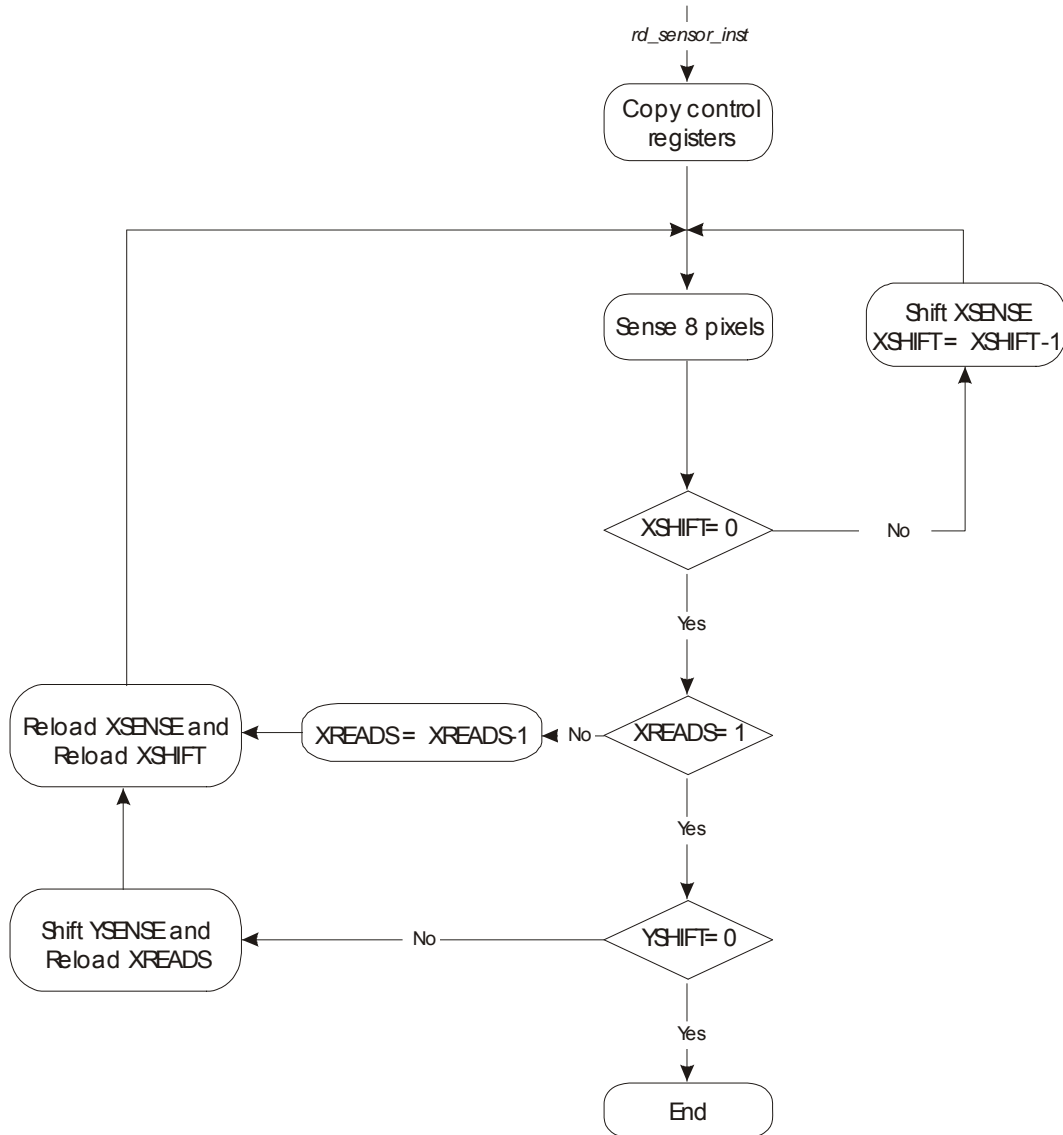 rd_sensor_inst
Copy control
registers
Sense 8 pixels
Shift XSENSE
XSHIFT= XSHIFT-1
XSHIFT= 0
No
Yes
Reload XSENSE and
Reload XSHIFT
XREADS = XREADS-1
No
XREADS= 1
Yes
Shift YSENSE and
Reload XREADS
No
YSHIFT= 0
Yes
End